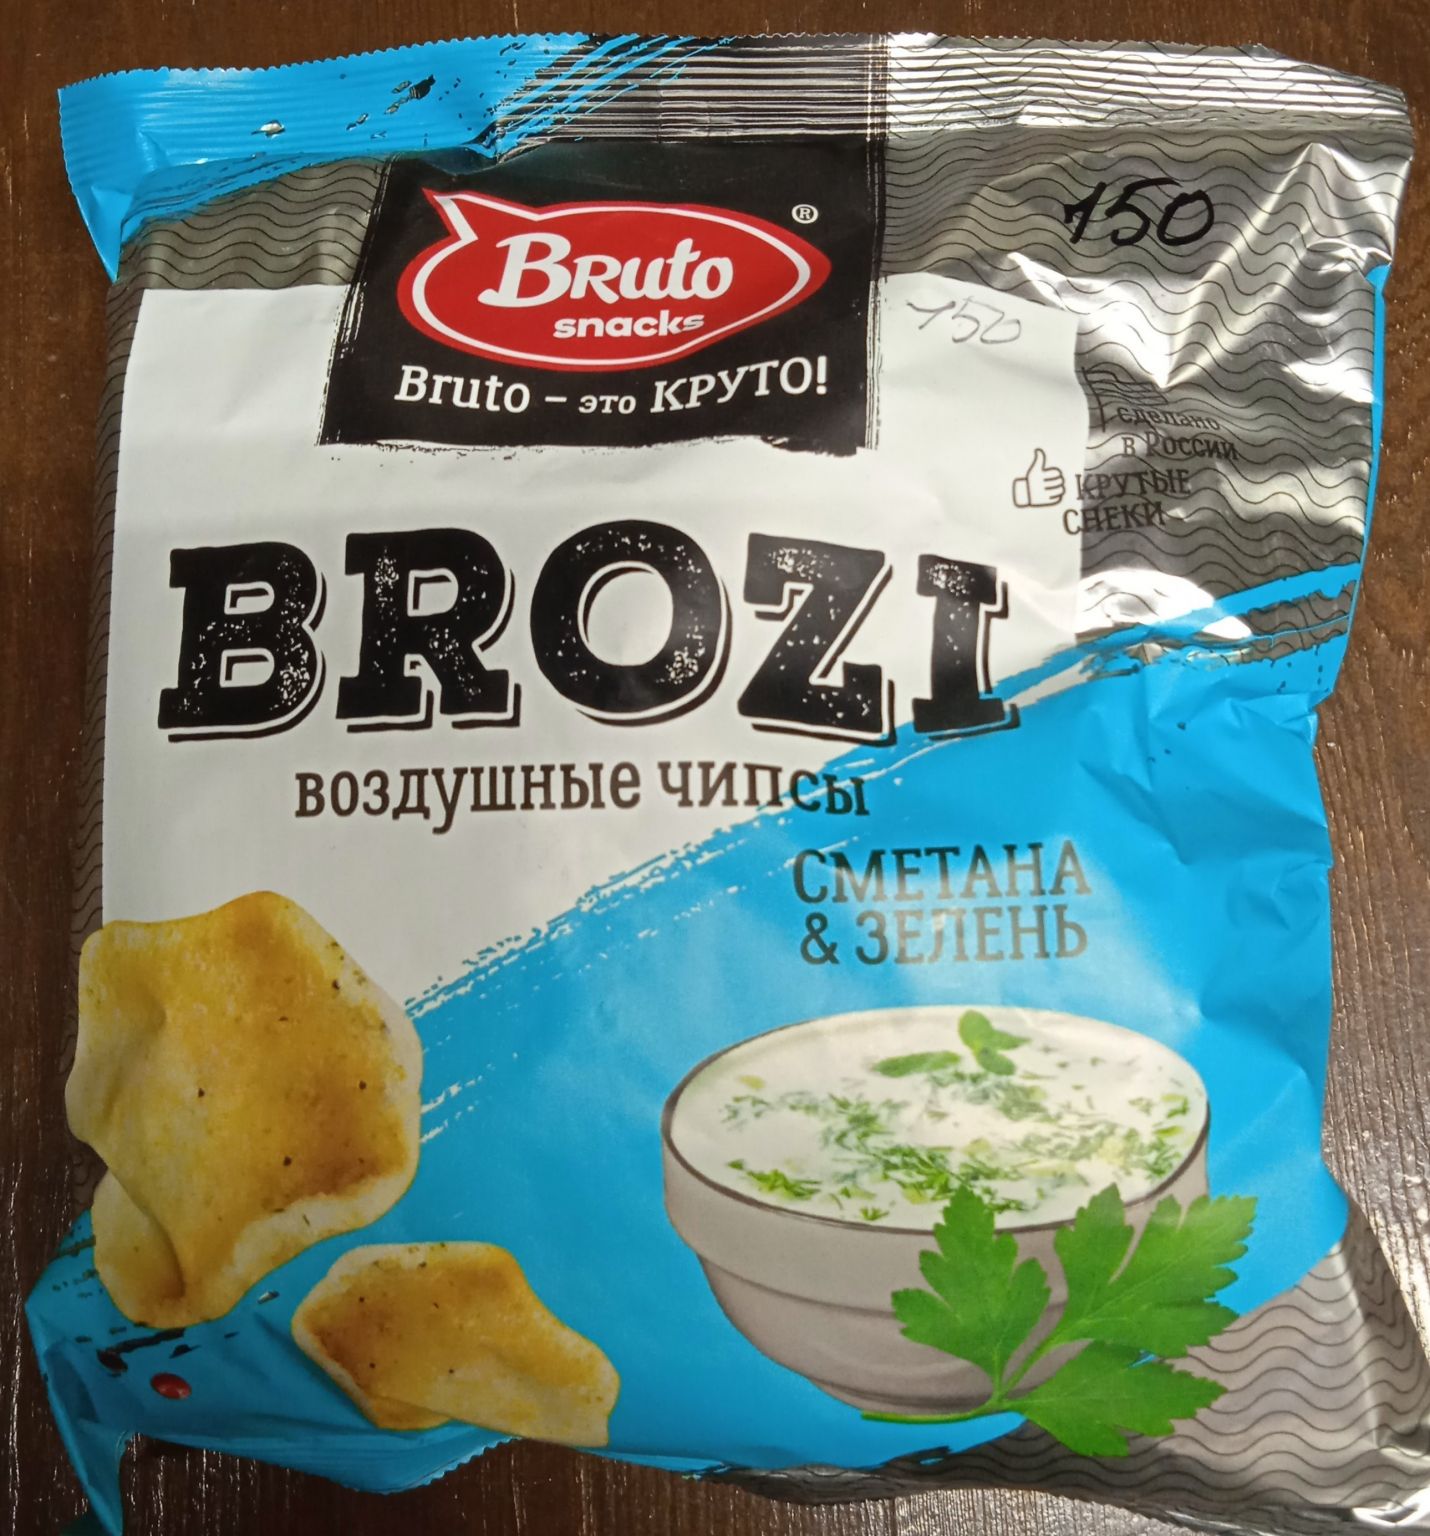 150
BRUTO
snacks
®
Bruto – это КРУТО!
150
сделано
в России
КРУТЫЕ
СНЕКИ
BROZI
воздушные чипсы
СМЕТАНА
& ЗЕЛЕНЬ